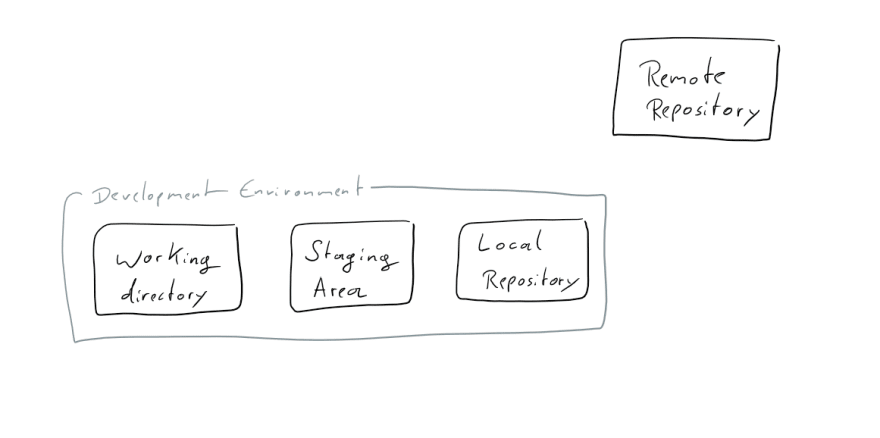 Remote
Repository
Development Environment
Working
directory
Staging
Area
Local
Repository